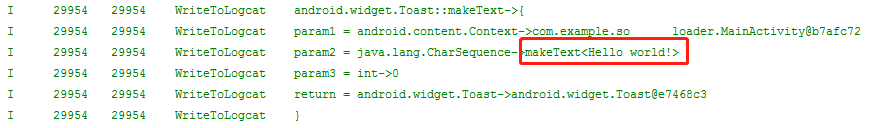 I 29954 29954 WriteToLogcat android.widget.Toast::makeText->{
I 29954 29954 WriteToLogcat param1 = android.content.Context->com.example.so loader.MainActivity@b7afc72
I 29954 29954 WriteToLogcat param2 = java.lang.CharSequence->makeText<Hello world!>
I 29954 29954 WriteToLogcat param3 = int->0
I 29954 29954 WriteToLogcat return = android.widget.Toast->android.widget.Toast@e7468c3
I 29954 29954 WriteToLogcat }